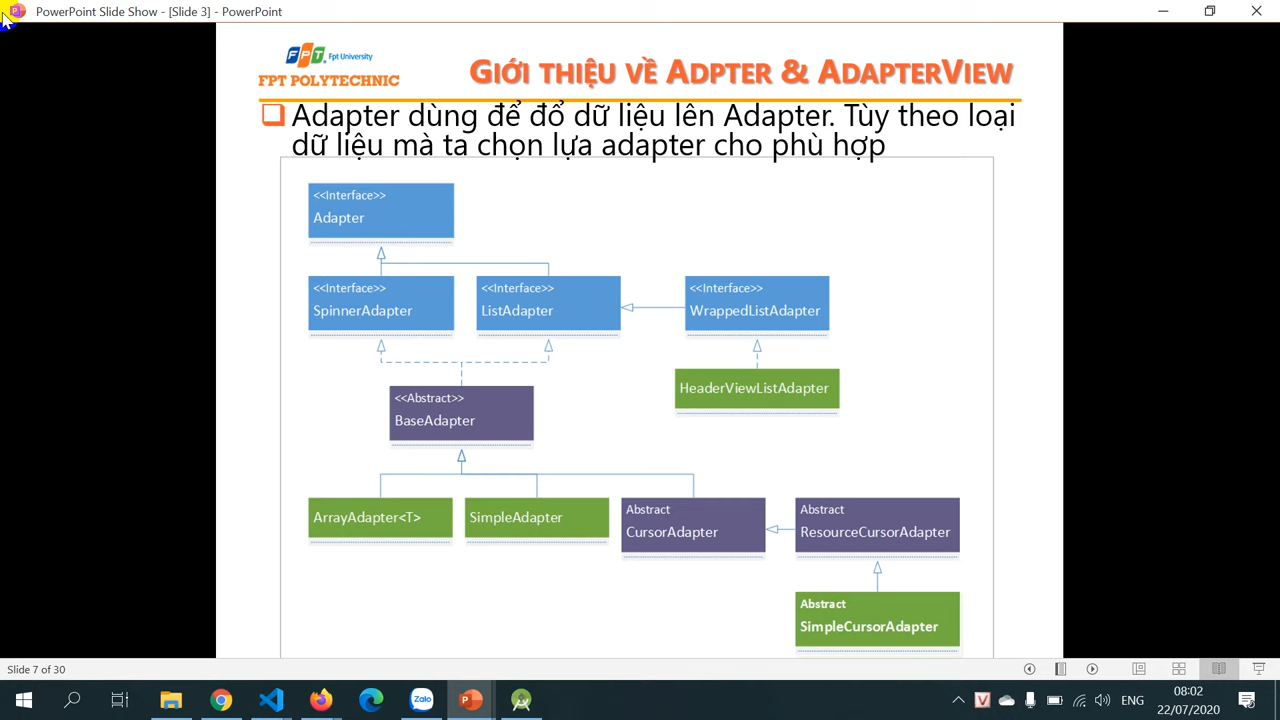 PowerPoint Slide Show - [Slide 3] - PowerPoint
FPT. Fpt University
FPT POLYTECHNIC
GIỚI THIỆU VỀ ADPTER & ADAPTERVIEW
Adapter dùng để đổ dữ liệu lên Adapter. Tùy theo loại
dữ liệu mà ta chọn lựa adapter cho phù hợp
<<Interface>>
Adapter
<<Interface>>
SpinnerAdapter
<<Interface>>
ListAdapter
<<Interface>>
WrappedListAdapter
HeaderViewListAdapter
<<Abstract>>
BaseAdapter
ArrayAdapter<T>
SimpleAdapter
Abstract
CursorAdapter
Abstract
ResourceCursorAdapter
Abstract
SimpleCursorAdapter
Slide 7 of 30
Zalo
ENG
08:02
22/07/2020